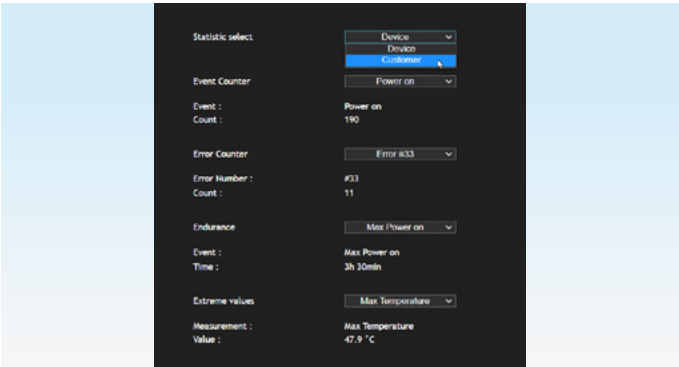 Statistic select Device
Device
Customer
Event Counter Power on
Event : Power on
Count : 190
Error Counter Error #33
Error Number : #33
Count : 11
Endurance Max Power on
Event : Max Power on
Time : 3h 30min
Extreme values Max Temperature
Measurement : Max Temperature
Value : 47.9 °C